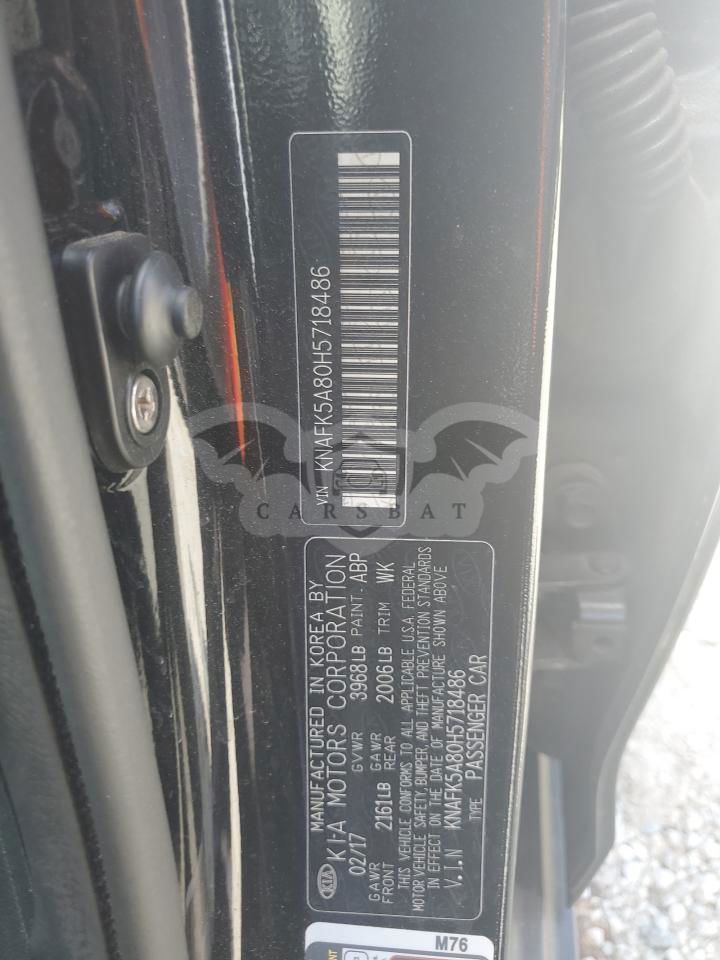 VIN KNAFK5A80H5718486
CARSBAT
KIA
MANUFACTURED IN KOREA BY
KIA MOTORS CORPORATION
02/17 GVWR 3968LB PAINT: ABP
GAWR FRONT 2161LB GAWR REAR 2006LB TRIM WK
THIS VEHICLE CONFORMS TO ALL APPLICABLE U.S.A. FEDERAL
MOTOR VEHICLE SAFETY, BUMPER, AND THEFT PREVENTION STANDARDS
IN EFFECT ON THE DATE OF MANUFACTURE SHOWN ABOVE
V.I.N KNAFK5A80H5718486
TYPE PASSENGER CAR
M76